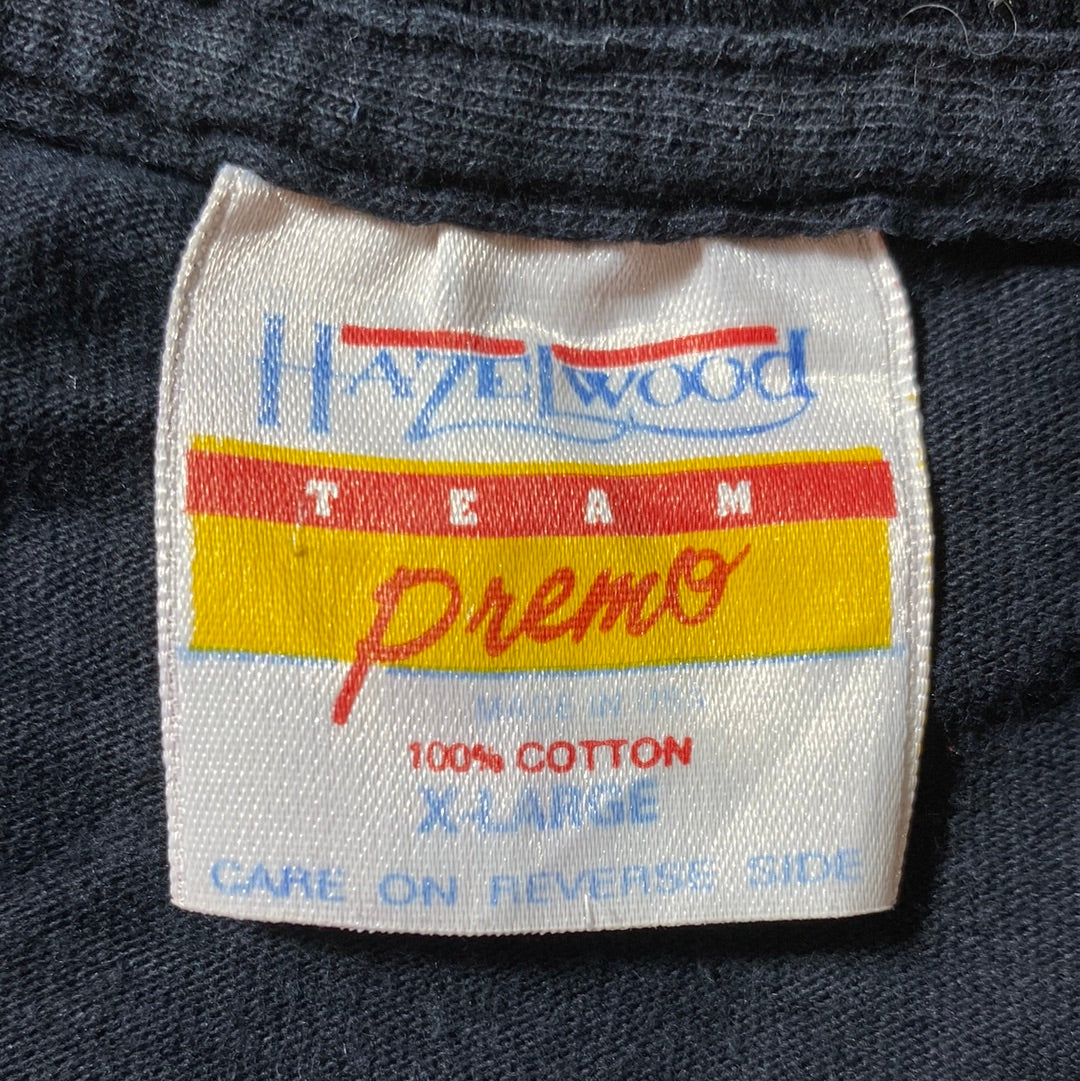 HAZELWOOD
TEAM
Premo
MADE IN USA
100% COTTON
X-LARGE
CARE ON REVERSE SIDE